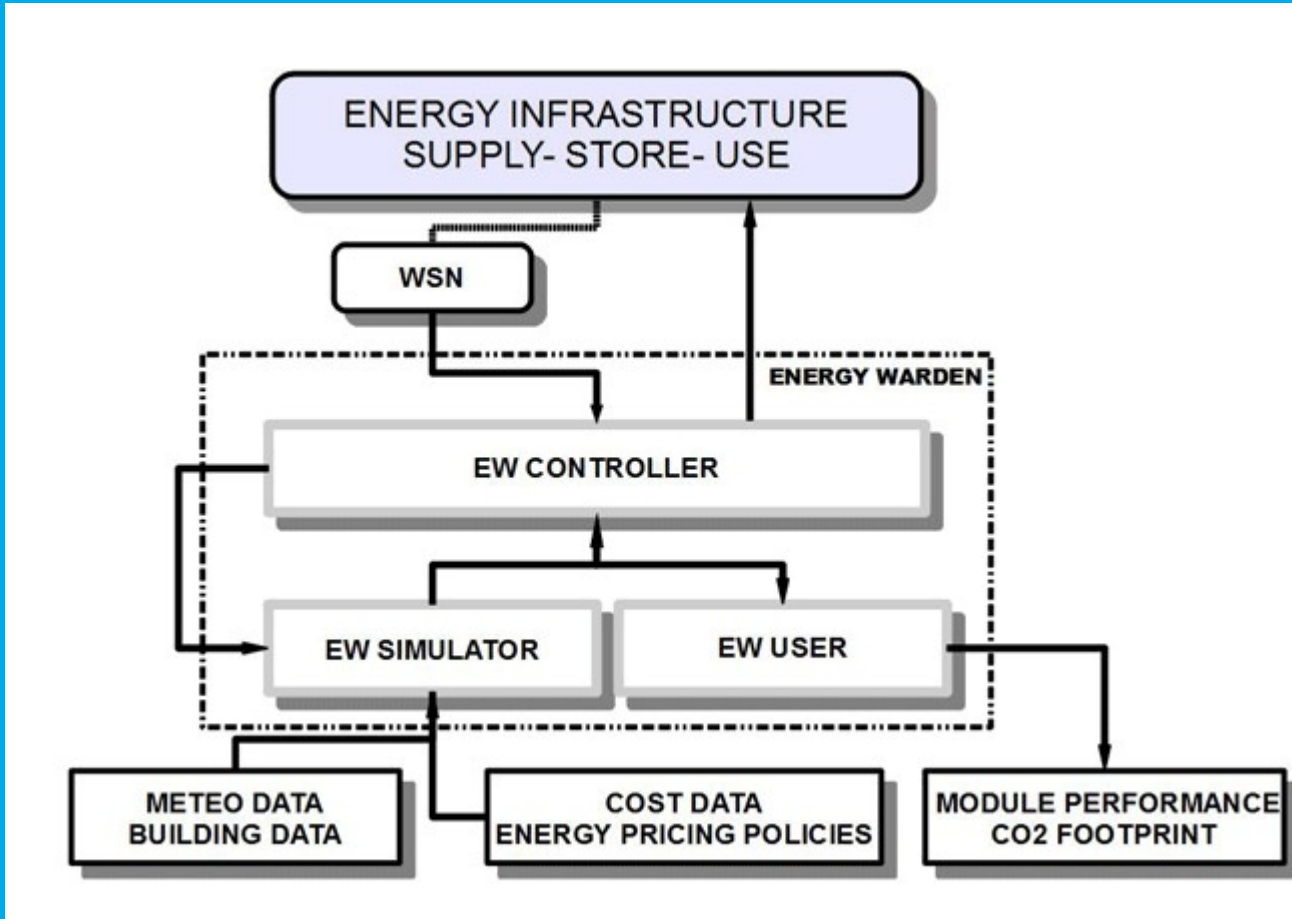 ENERGY INFRASTRUCTURE
SUPPLY- STORE- USE
WSN
ENERGY WARDEN
EW CONTROLLER
EW SIMULATOR
EW USER
METEO DATA
BUILDING DATA
COST DATA
ENERGY PRICING POLICIES
MODULE PERFORMANCE
CO2 FOOTPRINT